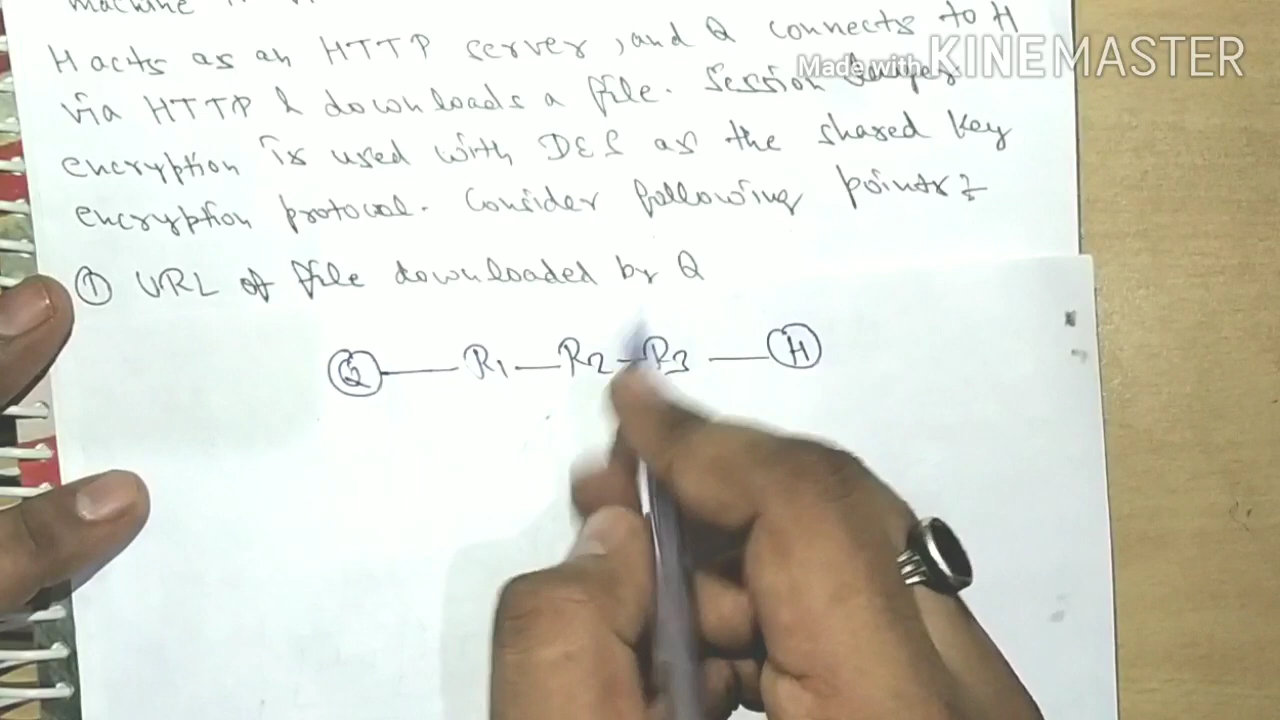 machine
H acts as an HTTP server, and Q connects to H
Made with KINEMASTER
via HTTP & downloads a file. Session
encryption is used with DES as the shared key
encryption protocol. Consider following points:
① URL of file downloaded by Q
Q R1 R2 R3 H